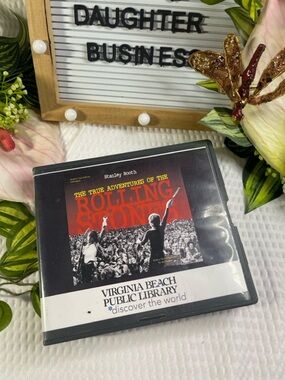 DAUGHTER
BUSINESS
Stanley Booth
THE TRUE ADVENTURES OF THE
ROLLING
STONES
VIRGINIA BEACH
PUBLIC LIBRARY
discover the world